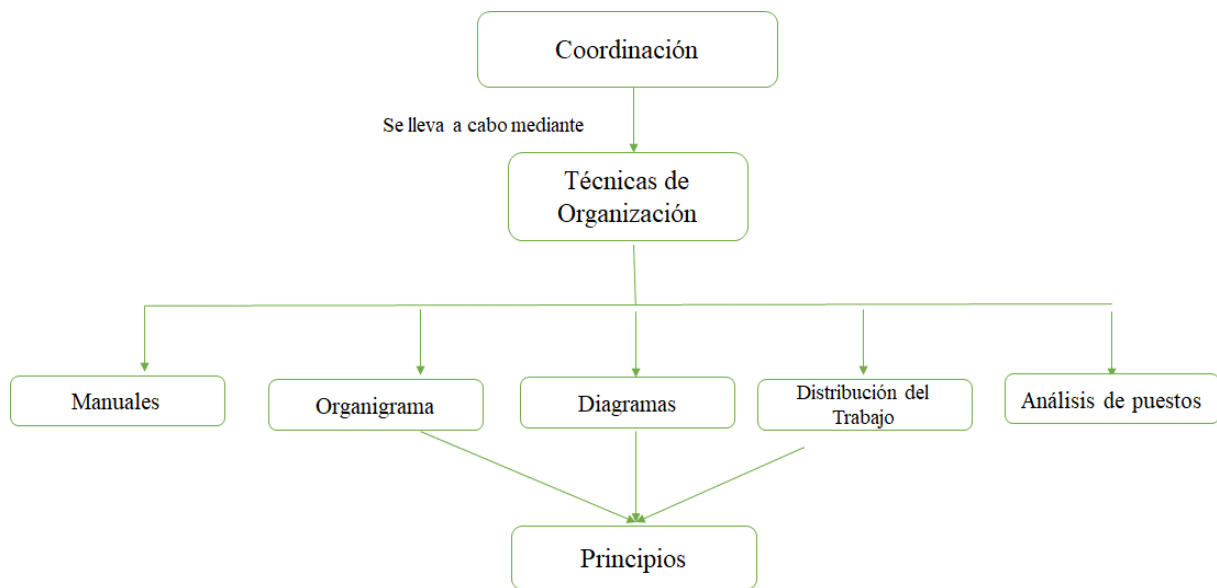 Coordinación
Se lleva a cabo mediante
Técnicas de
Organización
Manuales
Organigrama
Diagramas
Distribución del
Trabajo
Análisis de puestos
Principios